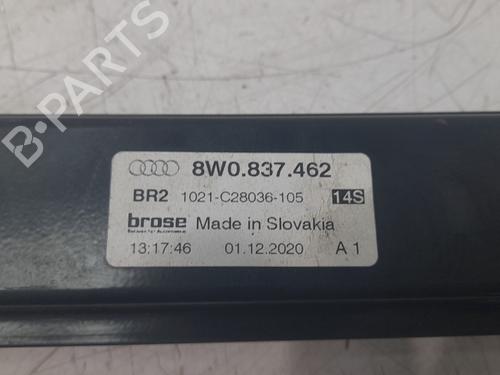 B-Parts
8W0.837.462
BR2 1021-C28036-105 14S
brose Made in Slovakia
13:17:46 01.12.2020 A 1